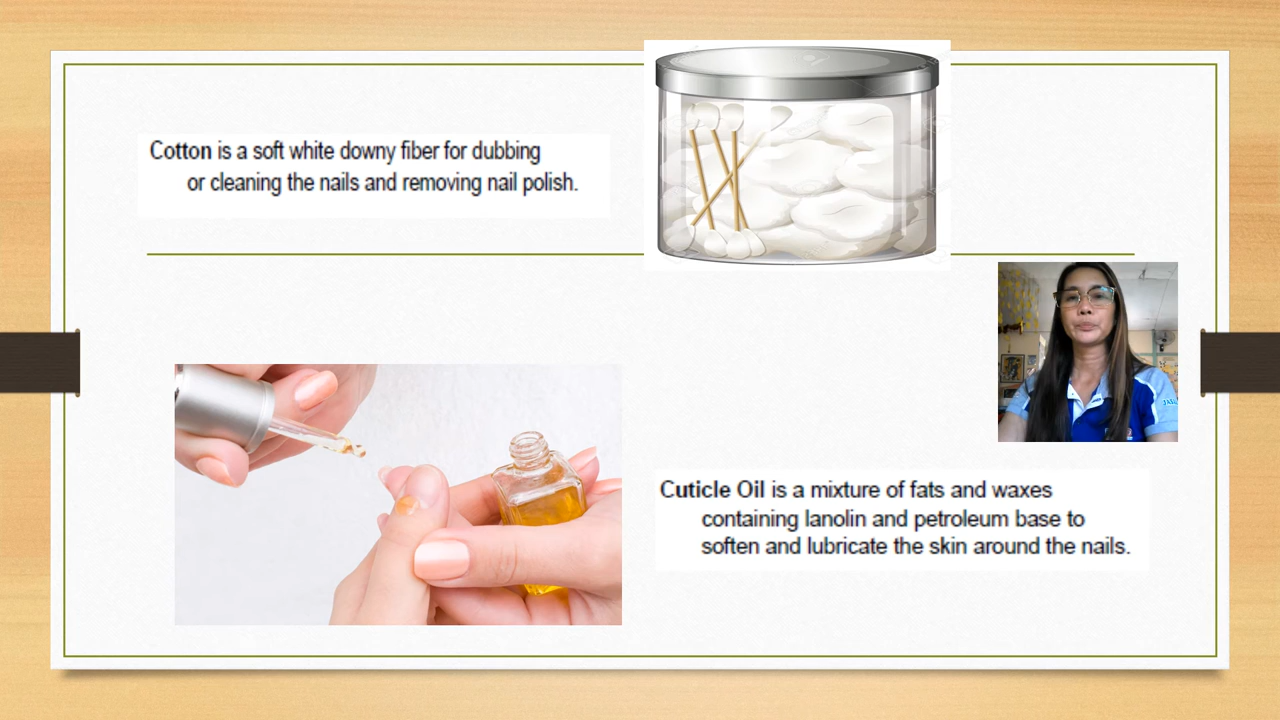 Cotton is a soft white downy fiber for dubbing
or cleaning the nails and removing nail polish.
Cuticle Oil is a mixture of fats and waxes
containing lanolin and petroleum base to
soften and lubricate the skin around the nails.